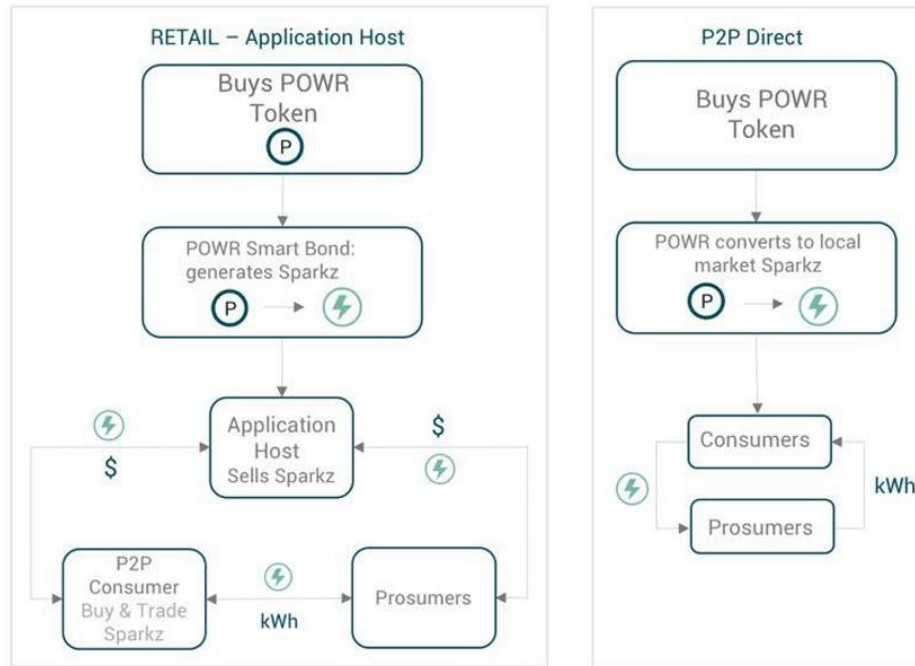 RETAIL – Application Host
Buys POWR
Token
P
POWR Smart Bond:
generates Sparkz
P
Application
Host
Sells Sparkz
$
$
P2P
Consumer
Buy & Trade
Sparkz
kWh
Prosumers
P2P Direct
Buys POWR
Token
POWR converts to local
market Sparkz
P
Consumers
kWh
Prosumers